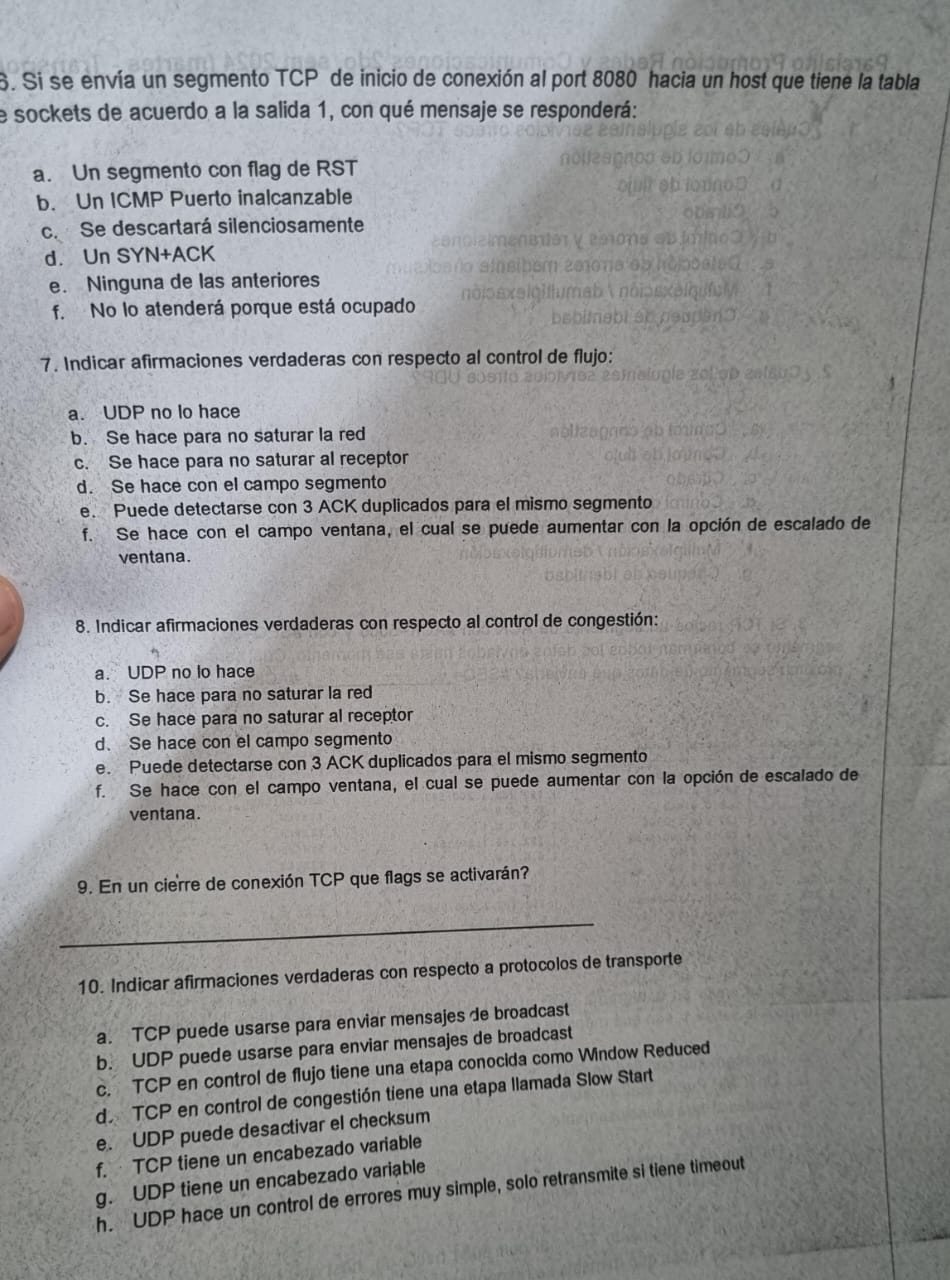 6. Si se envía un segmento TCP de inicio de conexión al port 8080 hacia un host que tiene la tabla
e sockets de acuerdo a la salida 1, con qué mensaje se responderá:
a. Un segmento con flag de RST
b. Un ICMP Puerto inalcanzable
c. Se descartará silenciosamente
d. Un SYN+ACK
e. Ninguna de las anteriores
f. No lo atenderá porque está ocupado
7. Indicar afirmaciones verdaderas con respecto al control de flujo:
a. UDP no lo hace
b. Se hace para no saturar la red
c. Se hace para no saturar al receptor
d. Se hace con el campo segmento
e. Puede detectarse con 3 ACK duplicados para el mismo segmento
f. Se hace con el campo ventana, el cual se puede aumentar con la opción de escalado de
ventana.
8. Indicar afirmaciones verdaderas con respecto al control de congestión:
a. UDP no lo hace
b. Se hace para no saturar la red
c. Se hace para no saturar al receptor
d. Se hace con el campo segmento
e. Puede detectarse con 3 ACK duplicados para el mismo segmento
f. Se hace con el campo ventana, el cual se puede aumentar con la opción de escalado de
ventana.
9. En un cierre de conexión TCP que flags se activarán?
10. Indicar afirmaciones verdaderas con respecto a protocolos de transporte
a. TCP puede usarse para enviar mensajes de broadcast
b. UDP puede usarse para enviar mensajes de broadcast
c. TCP en control de flujo tiene una etapa conocida como Window Reduced
d. TCP en control de congestión tiene una etapa llamada Slow Start
e. UDP puede desactivar el checksum
f. TCP tiene un encabezado variable
g. UDP tiene un encabezado variable
h. UDP hace un control de errores muy simple, solo retransmite si tiene timeout